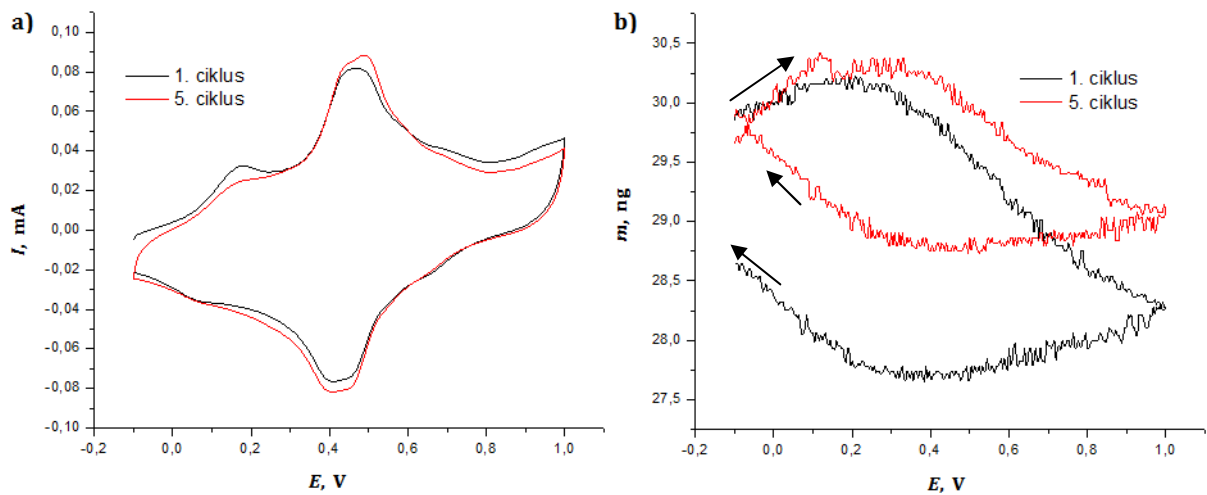 a)
0,10
0,08
0,06
0,04
0,02
0,00
-0,02
-0,04
-0,06
-0,08
-0,10
I, mA
1. ciklus
5. ciklus
-0,2 0,0 0,2 0,4 0,6 0,8 1,0
E, V
b)
30,5
30,0
29,5
29,0
28,5
28,0
27,5
m, ng
1. ciklus
5. ciklus
-0,2 0,0 0,2 0,4 0,6 0,8 1,0
E, V